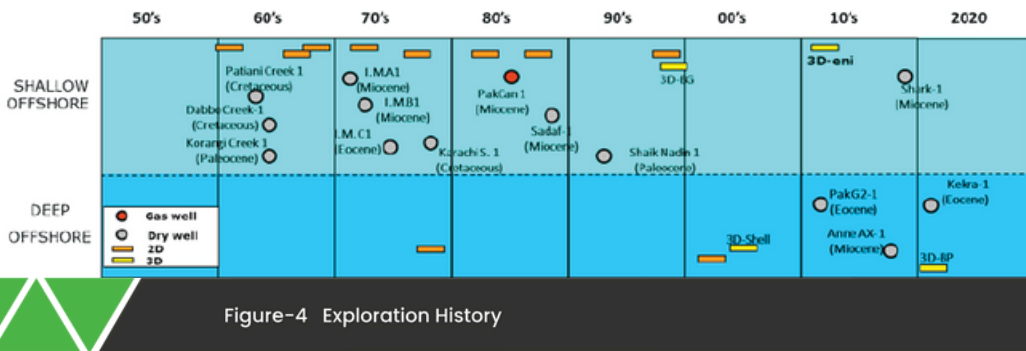 50's 60's 70's 80's 90's 00's 10's 2020
SHALLOW
OFFSHORE
Patiani Creek 1
(Cretaceous)
Dabbo Creek-1
(Cretaceous)
Korangi Creek 1
(Paleocene)
I.MA1
(Miocene)
I.MB1
(Miocene)
I.M.C1
(Eocene)
Karachi S. 1
(Cretaceous)
PakCan 1
(Miocene)
Sadaf-1
(Miocene)
Shaik Nadin 1
(Paleocene)
3D-BG
3D-eni
Shark-1
(Miocene)
DEEP
OFFSHORE
Gas well
Dry well
2D
3D
3D-Shell
PakG2-1
(Eocene)
Anne AX-1
(Miocene)
Kekra-1
(Eocene)
3D-BP
Figure-4 Exploration History